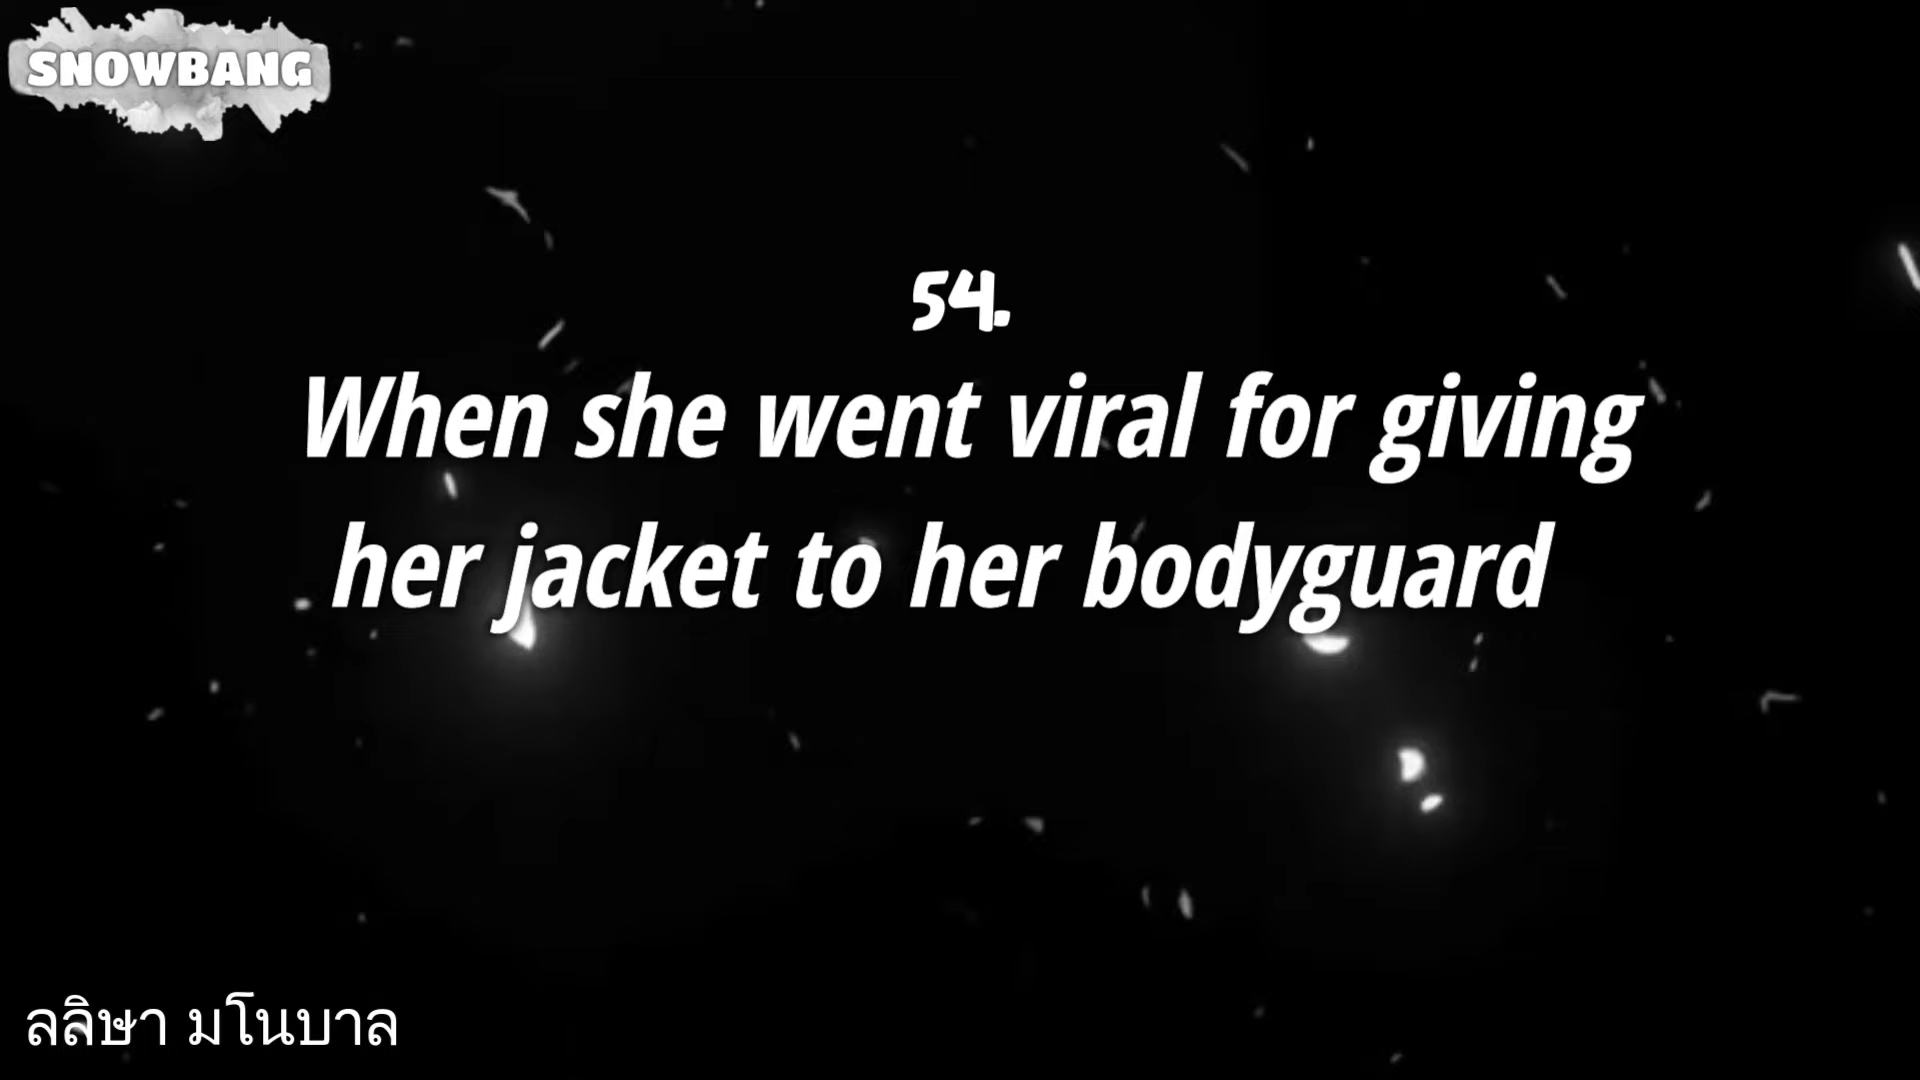 SNOWBANG
54.
When she went viral for giving
her jacket to her bodyguard
ลลิษา มโนบาล